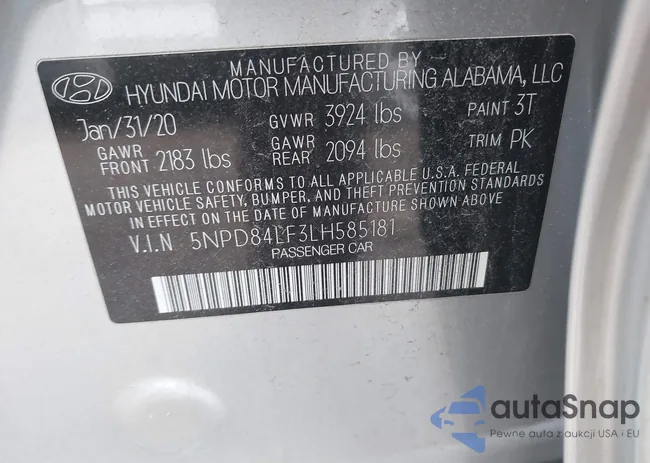 MANUFACTURED BY
HYUNDAI MOTOR MANUFACTURING ALABAMA, LLC
Jan/31/20 GVWR 3924 lbs PAINT 3T
GAWR FRONT 2183 lbs GAWR REAR 2094 lbs TRIM PK
THIS VEHICLE CONFORMS TO ALL APPLICABLE U.S.A. FEDERAL
MOTOR VEHICLE SAFETY, BUMPER, AND THEFT PREVENTION STANDARDS
IN EFFECT ON THE DATE OF MANUFACTURE SHOWN ABOVE
V.I.N 5NPD84LF3LH585181
PASSENGER CAR
autaSnap
Pewne auta z aukcji USA i EU